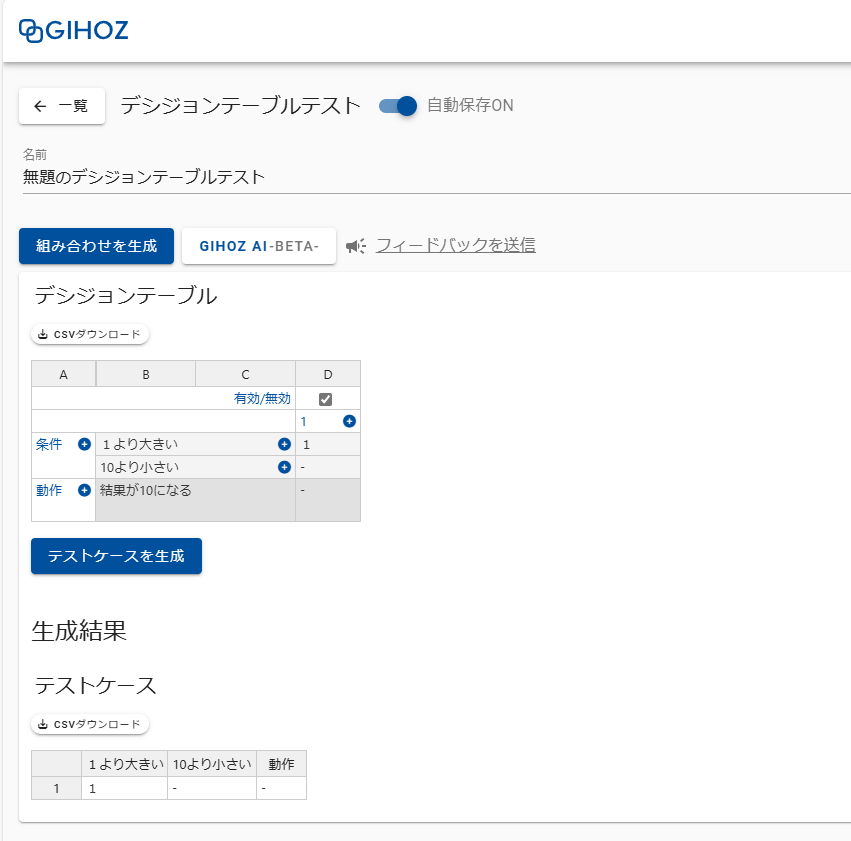 GIHOZ
一覧 デシジョンテーブルテスト 自動保存ON
名前
無題のデシジョンテーブルテスト
組み合わせを生成 GIHOZ AI-BETA- フィードバックを送信
デシジョンテーブル
CSVダウンロード
A B C D
有効/無効
1
条件 1より大きい 1
10より小さい -
動作 結果が10になる -
テストケースを生成
生成結果
テストケース
CSVダウンロード
1より大きい 10より小さい 動作
1 1 - -